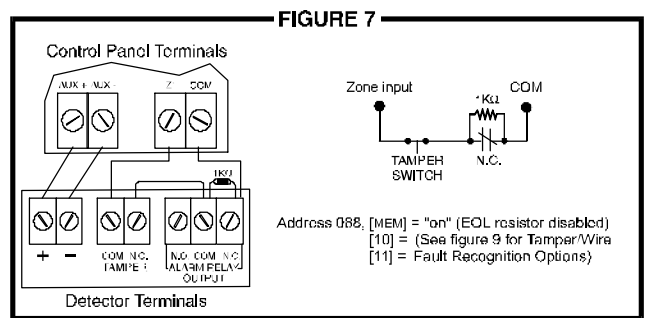 FIGURE 7
Control Panel Terminals
AUX + AUX -
Z COM
1KΩ
+ -
COM N.C.
TAMPER
N.O. COM N.C.
ALARM RELAY
OUTPUT
Detector Terminals
Zone input
COM
1KΩ
TAMPER
SWITCH
N.C.
Address 088, [MEM] = "on" (EOL resistor disabled)
[10] = (See figure 9 for Tamper/Wire
[11] = Fault Recognition Options)